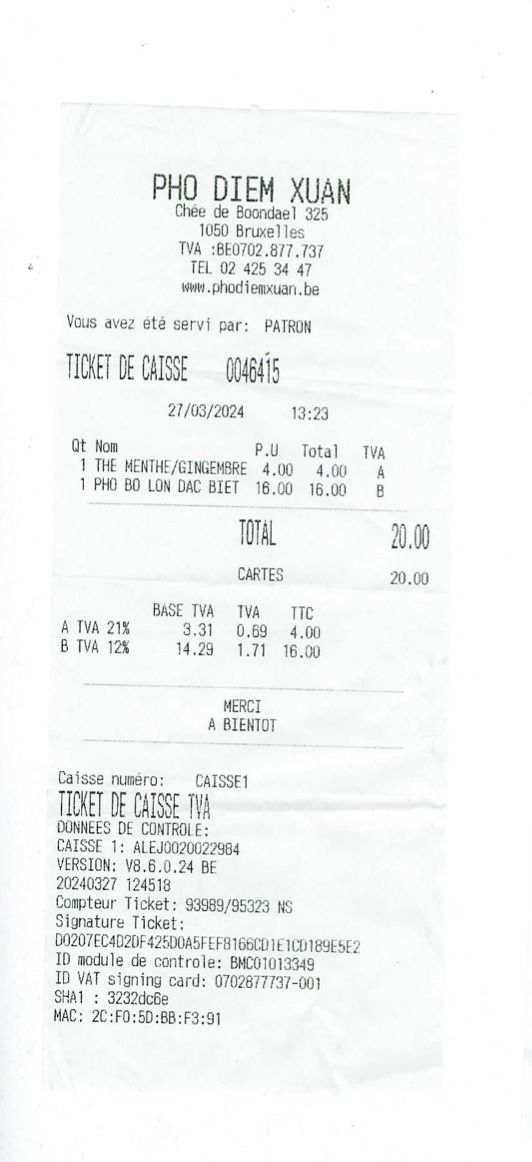 PHO DIEM XUAN
Chée de Boondael 325
1050 Bruxelles
TVA :BE0702.877.737
TEL 02 425 34 47
www.phodiemxuan.be
Vous avez été servi par: PATRON
TICKET DE CAISSE 0046415
27/03/2024 13:23
Qt Nom P.U Total TVA
1 THE MENTHE/GINGEMBRE 4.00 4.00 A
1 PHO BO LON DAC BIET 16.00 16.00 B
TOTAL 20.00
CARTES 20.00
BASE TVA TVA TTC
A TVA 21% 3.31 0.69 4.00
B TVA 12% 14.29 1.71 16.00
MERCI
A BIENTOT
Caisse numéro: CAISSE1
TICKET DE CAISSE TVA
DONNEES DE CONTROLE:
CAISSE 1: ALEJ0020022984
VERSION: V8.6.0.24 BE
20240327 124518
Compteur Ticket: 93989/95323 NS
Signature Ticket:
D0207EC4D2DF425D0A5FEF8166CD1E1CD189E5E2
ID module de controle: BMC01013349
ID VAT signing card: 0702877737-001
SHA1 : 3232dc6e
MAC: 2C:F0:5D:BB:F3:91